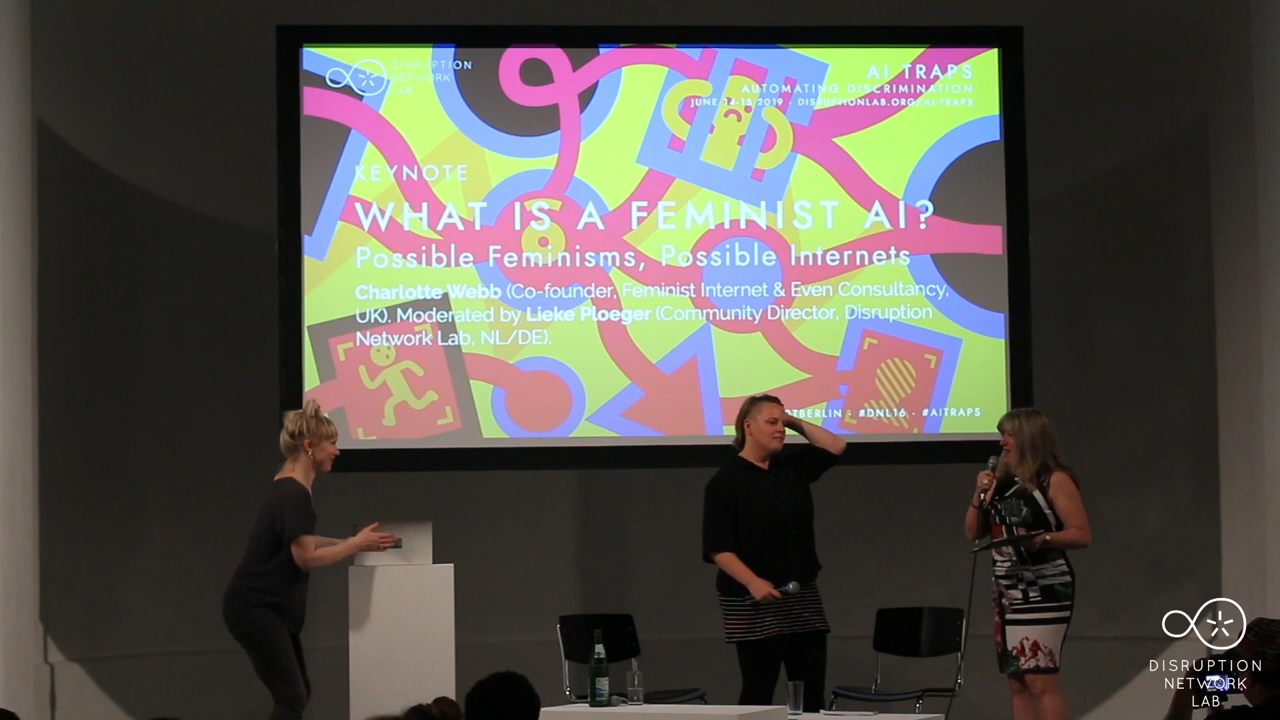 DISRUPTION
NETWORK
LAB
AI TRAPS
AUTOMATING DISCRIMINATION
JUNE 14-15 2019 · DISRUPTIONLAB.ORG/AI-TRAPS
KEYNOTE
WHAT IS A FEMINIST AI?
Possible Feminisms, Possible Internets
Charlotte Webb (Co-founder, Feminist Internet & Even Consultancy,
UK). Moderated by Lieke Ploeger (Community Director, Disruption
Network Lab, NL/DE).
#DNL16 · #AITRAPS
DISRUPTION
NETWORK
LAB